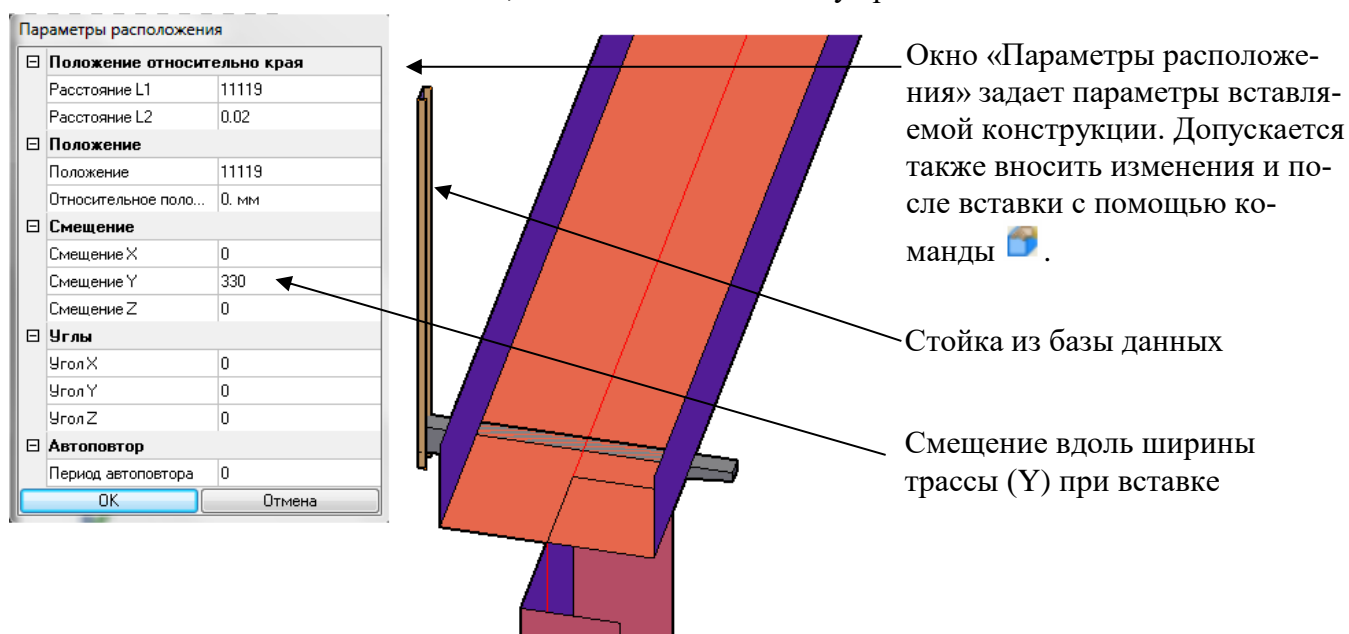 Параметры расположения
Положение относительно края
Расстояние L1 11119
Расстояние L2 0.02
Положение
Положение 11119
Относительное поло... 0. мм
Смещение
Смещение X 0
Смещение Y 330
Смещение Z 0
Углы
Угол X 0
Угол Y 0
Угол Z 0
Автоповтор
Период автоповтора 0
OK Отмена
Окно «Параметры расположе-
ния» задает параметры вставля-
емой конструкции. Допускается
также вносить изменения и по-
сле вставки с помощью ко-
манды .
Стойка из базы данных
Смещение вдоль ширины
трассы (Y) при вставке